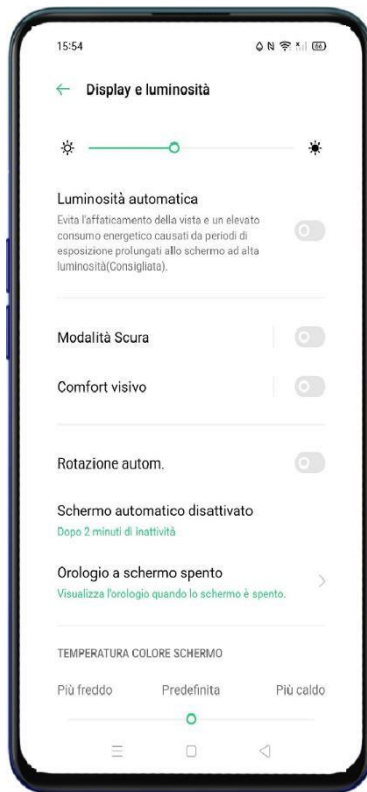 15:54
66
Display e luminosità
Luminosità automatica
Evita l'affaticamento della vista e un elevato
consumo energetico causati da periodi di
esposizione prolungati allo schermo ad alta
luminosità(Consigliata).
Modalità Scura
Comfort visivo
Rotazione autom.
Schermo automatico disattivato
Dopo 2 minuti di inattività
Orologio a schermo spento
Visualizza l'orologio quando lo schermo è spento.
TEMPERATURA COLORE SCHERMO
Più freddo Predefinita Più caldo